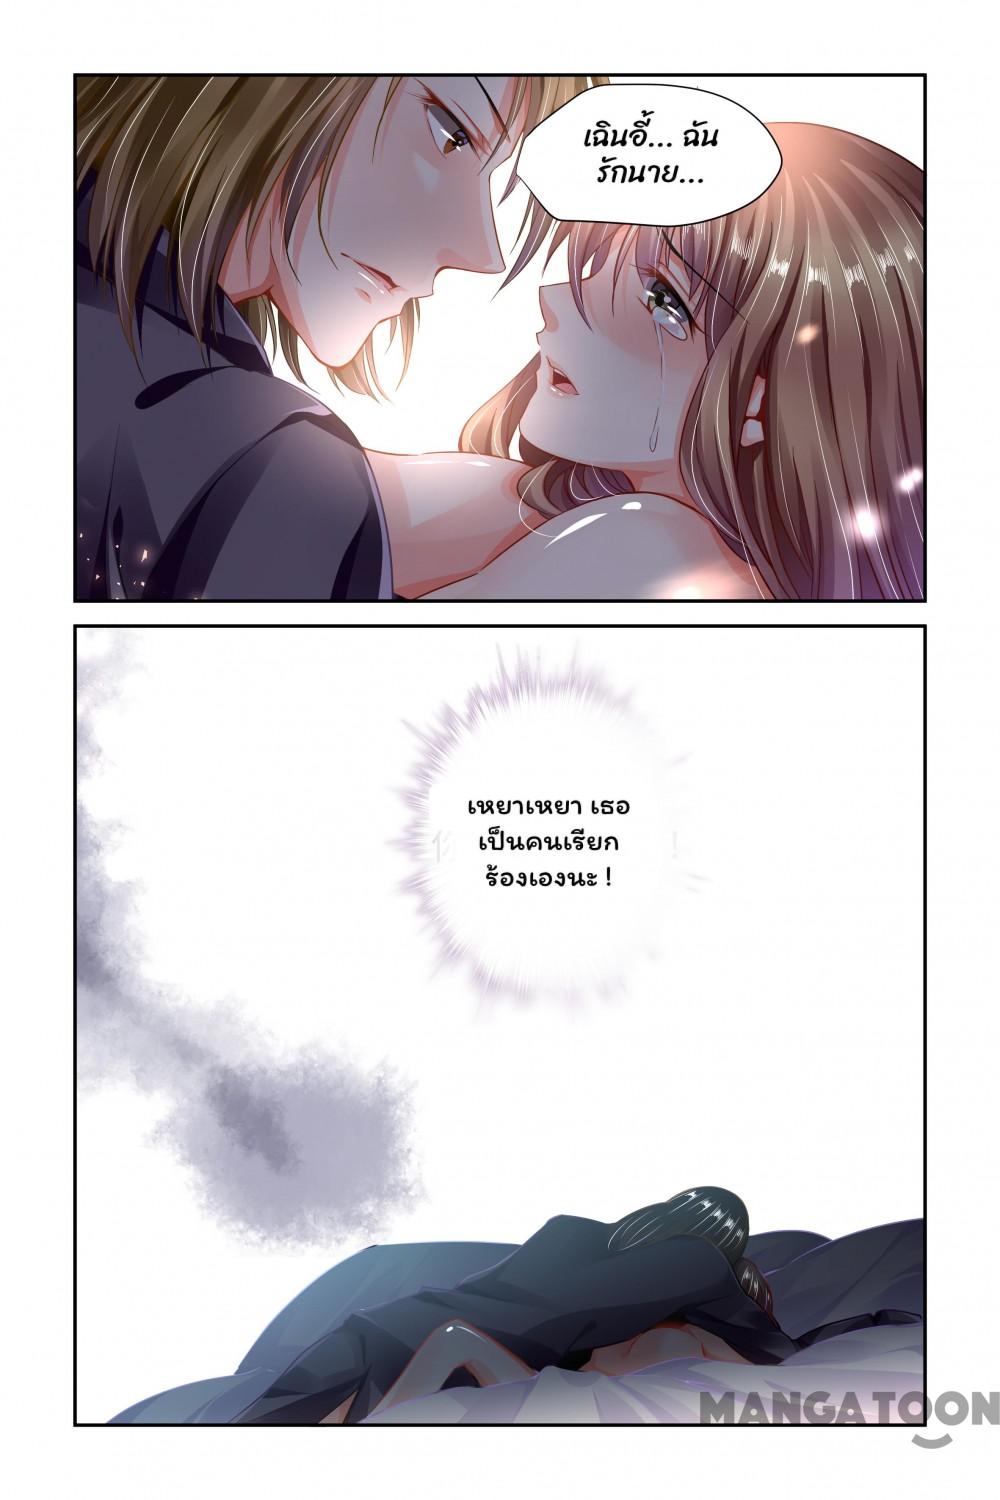 เฉินอี้... ฉัน
รักนาย...
เหยาเหยา เธอ
เป็นคนเรียก
ร้องเองนะ !
MANGATOON